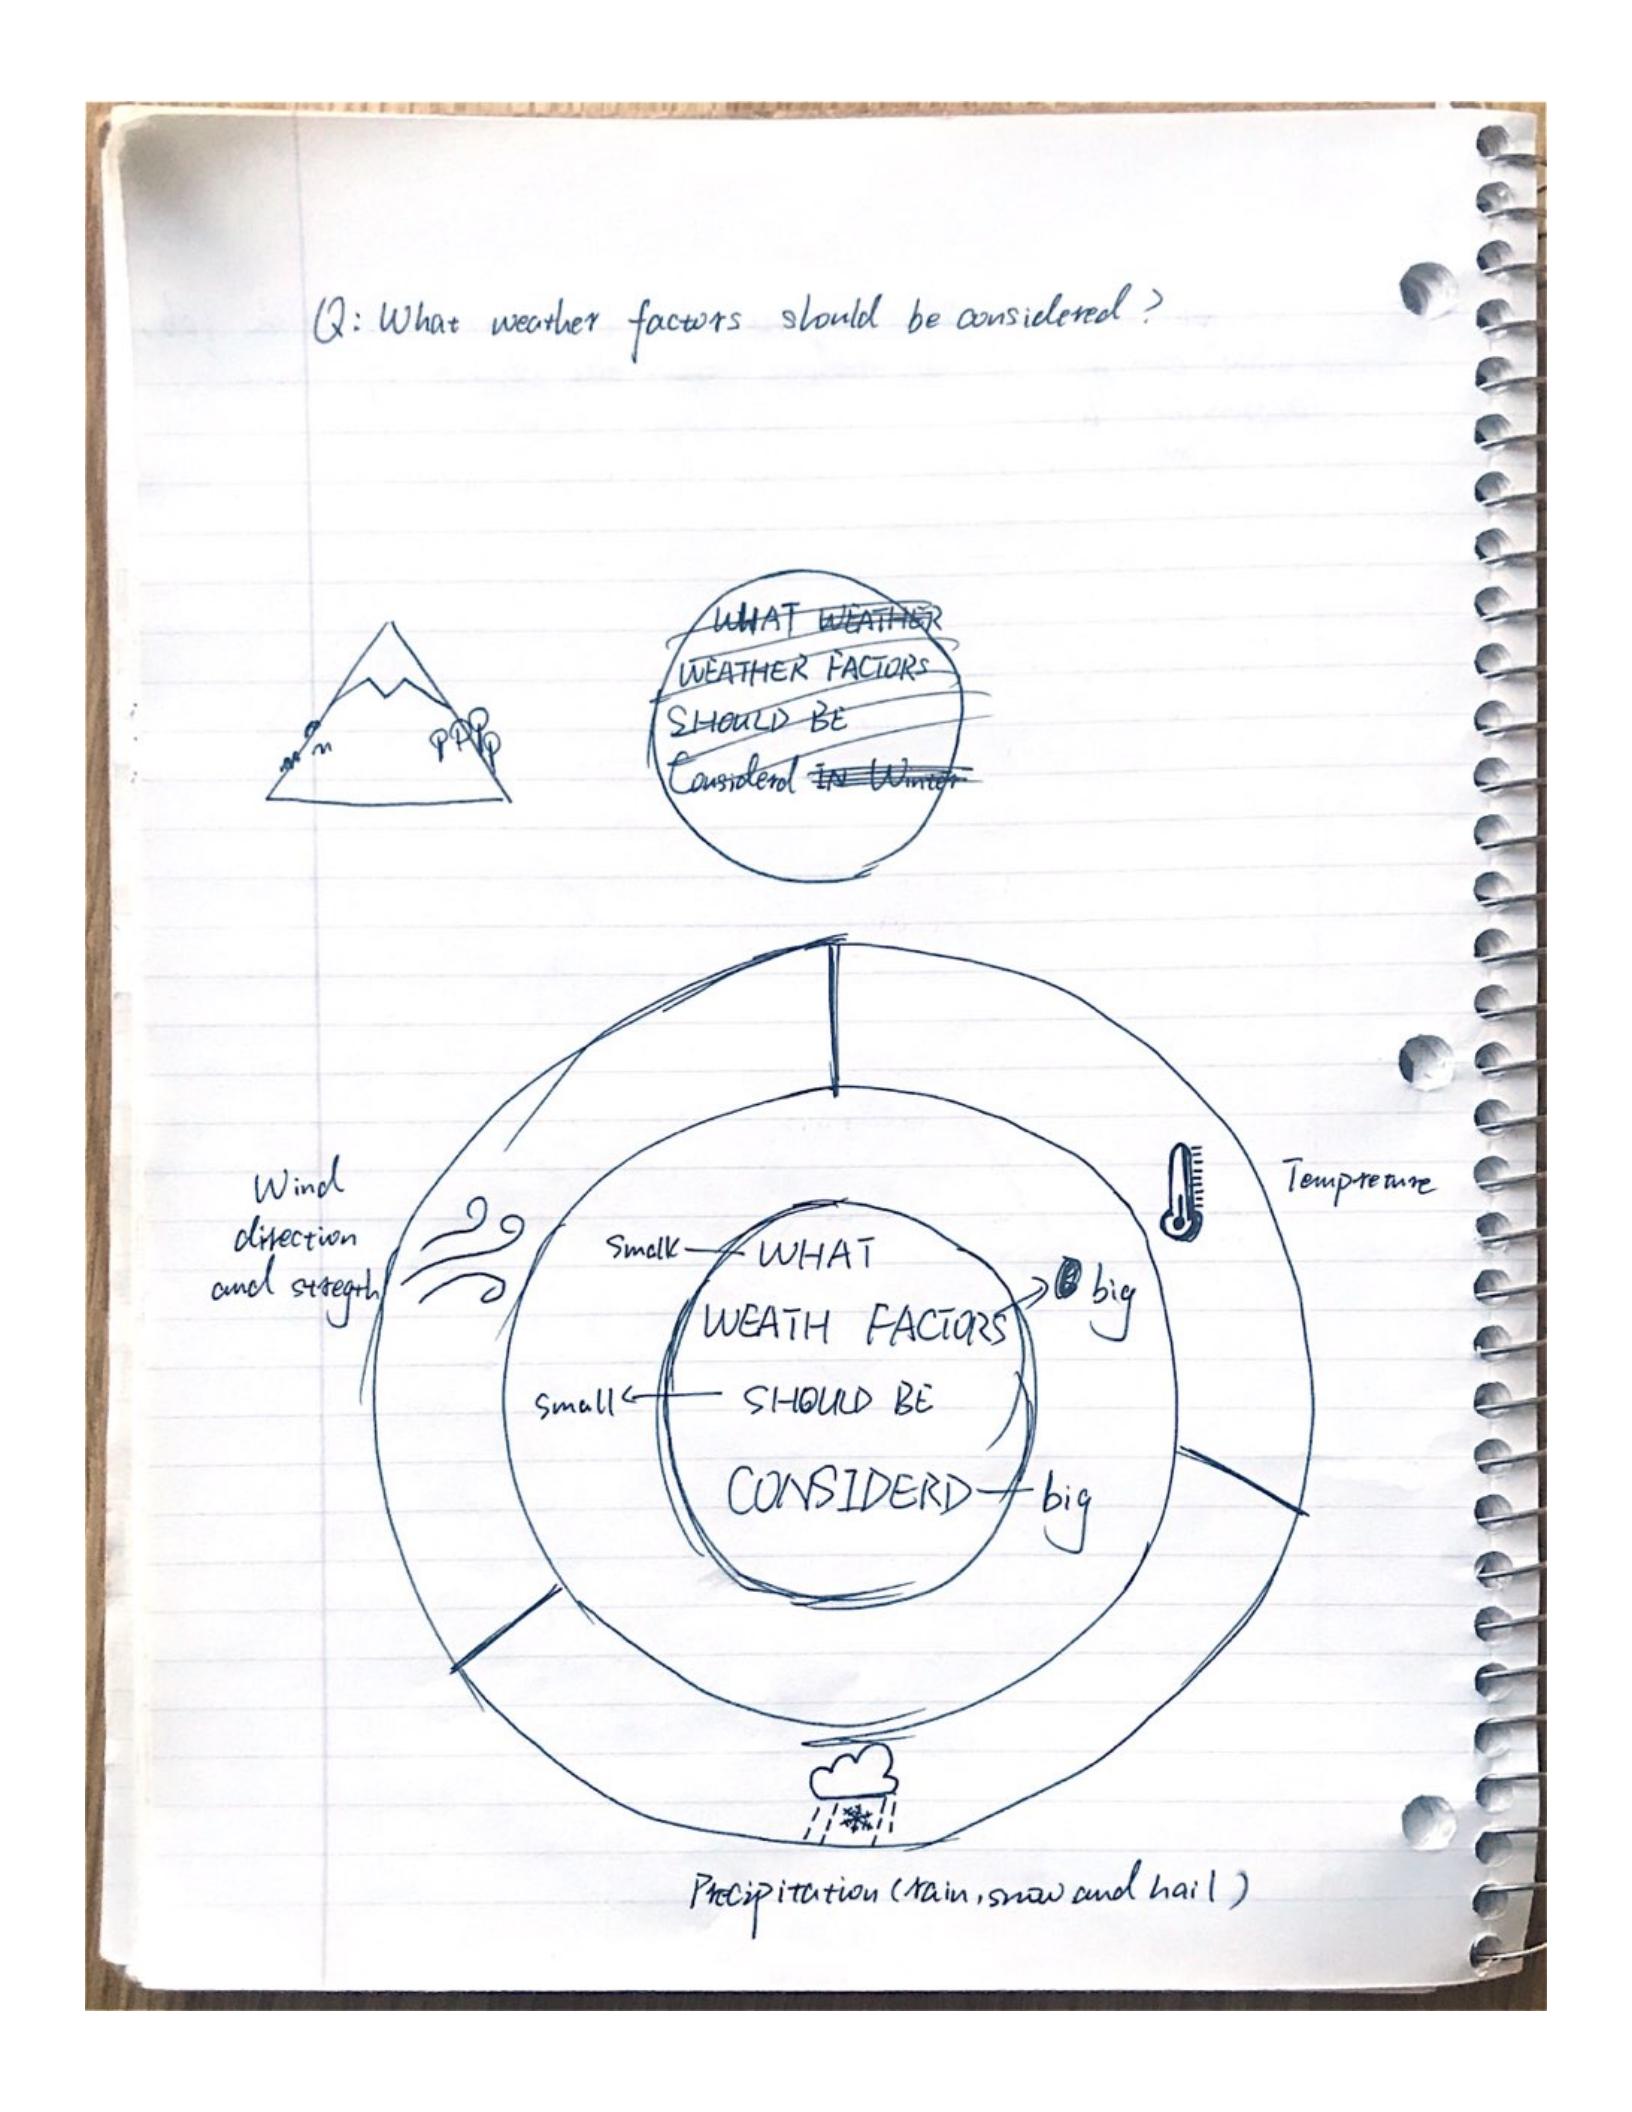 Q: What weather factors should be considered?
WHAT WEATHER
WEATHER FACTORS
SHOULD BE
Considerd IN Winter
Wind
direction
and stregth
Tempreture
Small
WHAT
big
WEATH FACTORS
Small
SHOULD BE
CONSIDERD
big
Precipitation (rain, snow and hail)